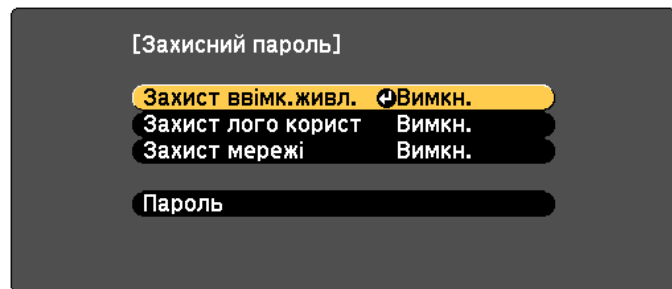 [Захисний пароль]
Захист ввімк.живл. Вимкн.
Захист лого корист Вимкн.
Захист мережі Вимкн.
Пароль